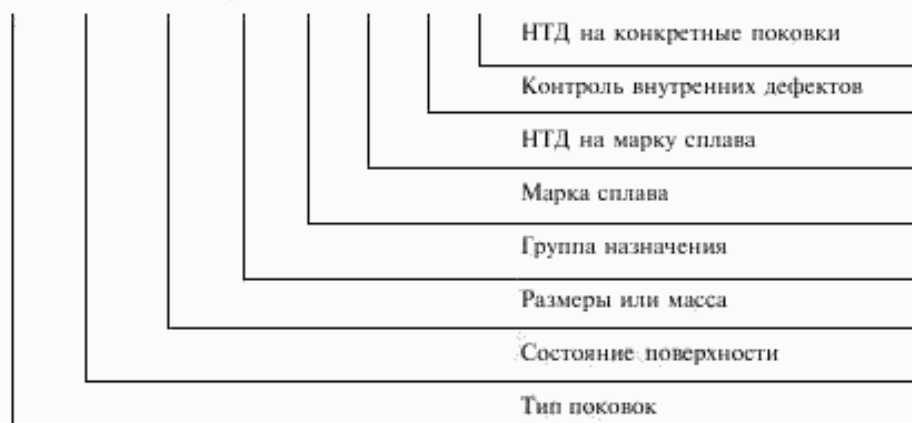 НТД на конкретные поковки
Контроль внутренних дефектов
НТД на марку сплава
Марка сплава
Группа назначения
Размеры или масса
Состояние поверхности
Тип поковок